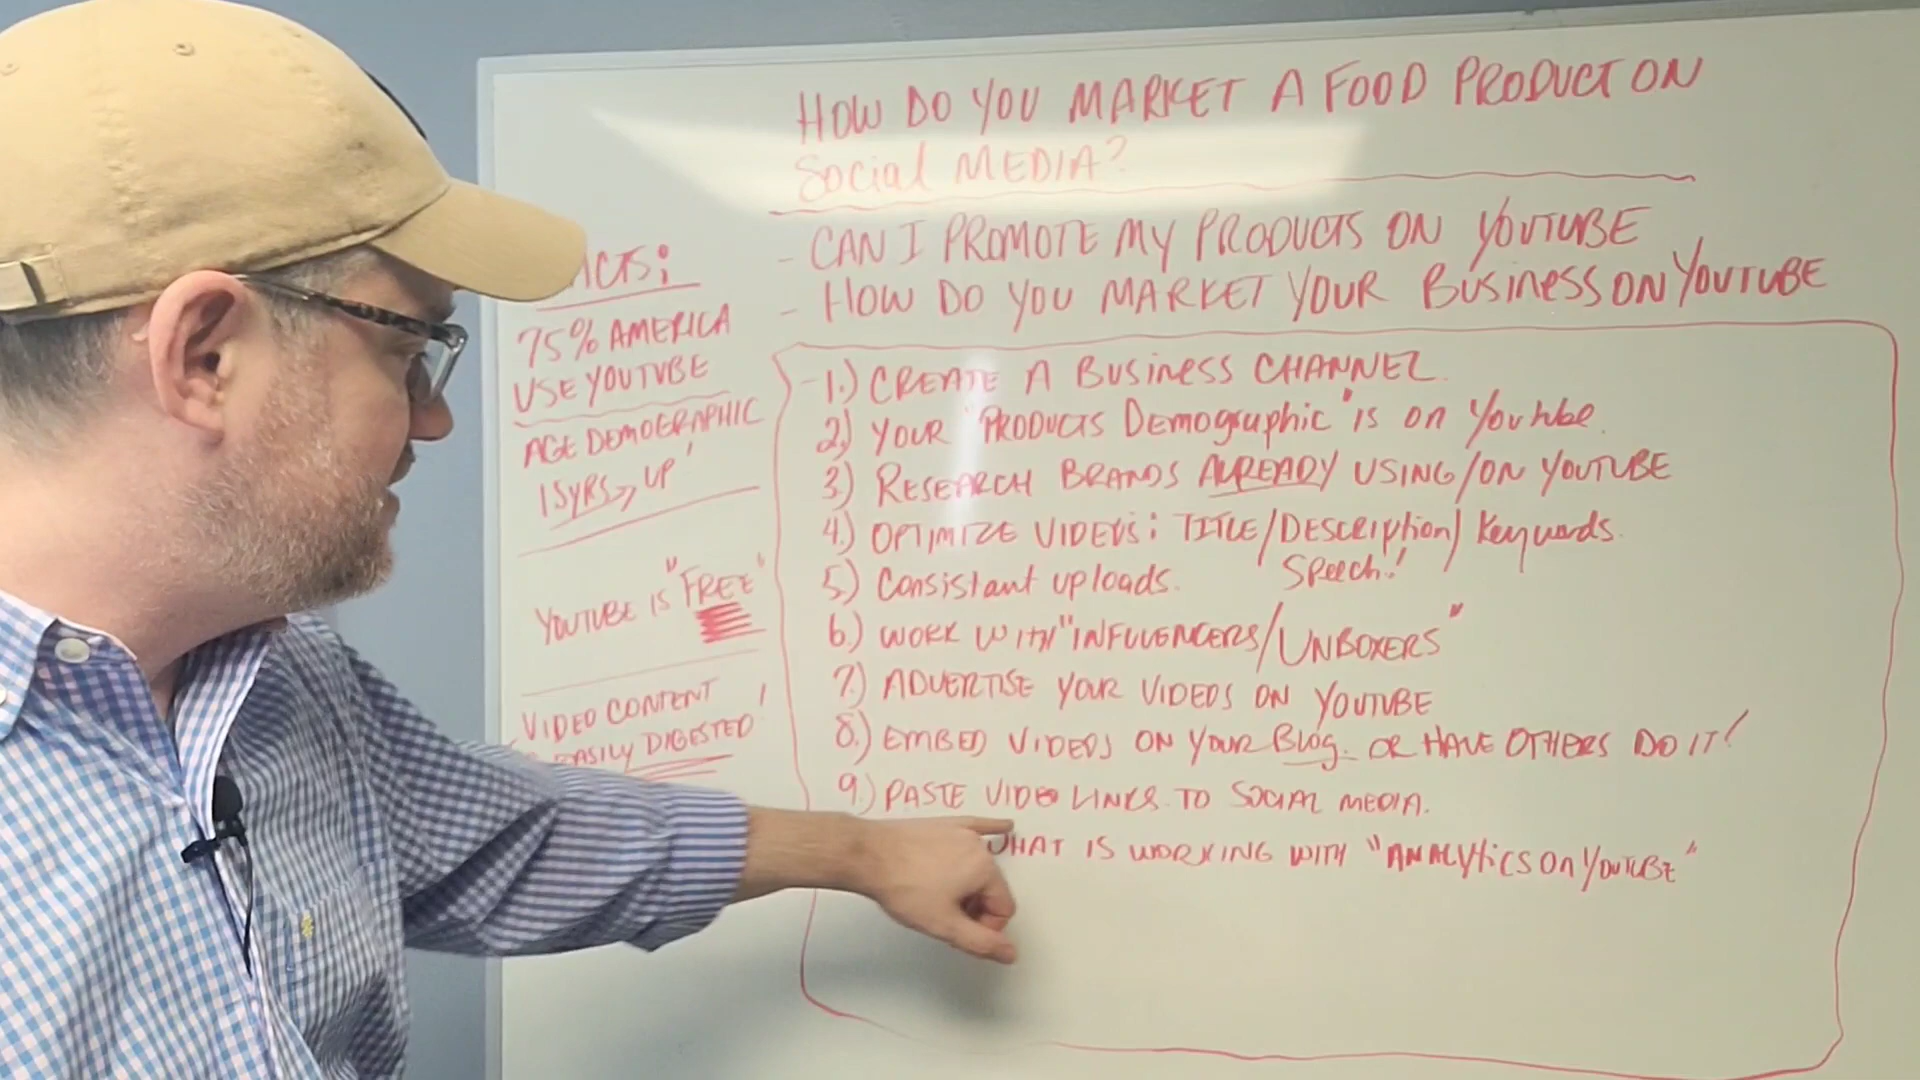 HOW DO YOU MARKET A FOOD PRODUCT ON
Social MEDIA?
- CAN I PROMOTE MY PRODUCTS ON YOUTUBE
- HOW DO YOU MARKET YOUR BUSINESS ON YOUTUBE
ACTS:
75% AMERICA
USE YOUTUBE
AGE DEMOGRAPHIC
15YRS → UP!
YOUTUBE IS "FREE"
VIDEO CONTENT
EASILY DIGESTED!
1.) CREATE A BUSINESS CHANNEL.
2.) YOUR "PRODUCTS Demographic" is on Youtube.
3.) RESEARCH BRANDS ALREADY USING/ON YOUTUBE
4.) OPTIMIZE VIDEOS: TITLE/DESCRIPTION/Keywords.
Speech!
5.) Consistant uploads.
6.) WORK WITH "INFLUENCERS/UNBOXERS"
7.) ADVERTISE YOUR VIDEOS ON YOUTUBE
8.) EMBED VIDEOS ON YOUR Blog. OR HAVE OTHERS DO IT!
9.) PASTE VIDEO LINKS TO SOCIAL MEDIA.
WHAT IS WORKING WITH "ANALYTICS ON YOUTUBE"